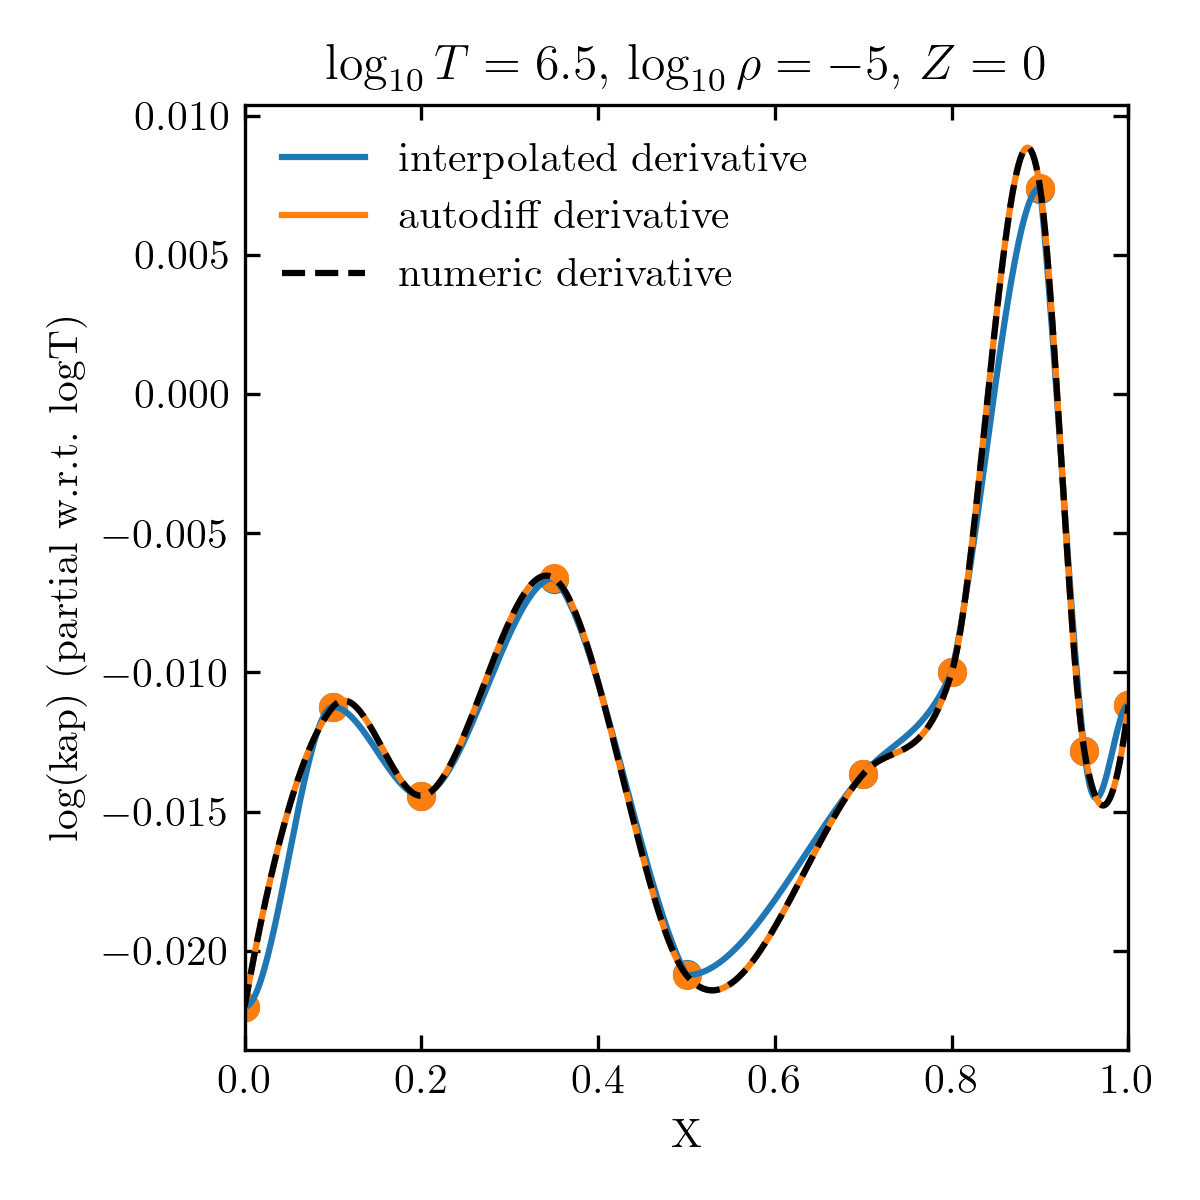 log₁₀ T = 6.5, log₁₀ ρ = −5, Z = 0
interpolated derivative
autodiff derivative
numeric derivative
log(kap) (partial w.r.t. logT)
0.010
0.005
0.000
−0.005
−0.010
−0.015
−0.020
0.0 0.2 0.4 0.6 0.8 1.0
X